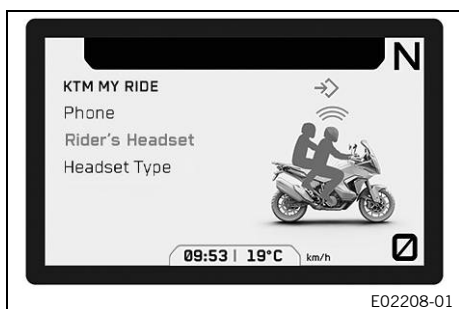 N
KTM MY RIDE
Phone
Rider's Headset
Headset Type
09:53 | 19°C km/h
0
E02208-01